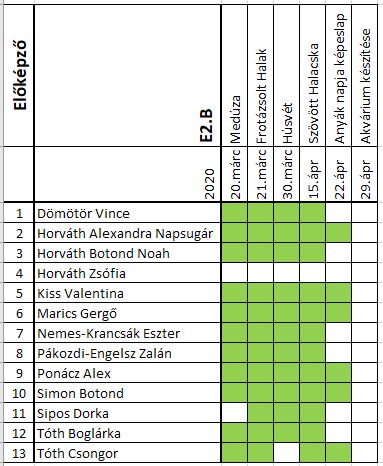 Előképző
E2.B
2020
20.márc Medúza
21.márc Frotázsolt Halak
30.márc Húsvét
15.ápr Szövött Halacska
22.ápr Anyák napja képeslap
29.ápr Akvárium készítése
1 Dömötör Vince
2 Horváth Alexandra Napsugár
3 Horváth Botond Noah
4 Horváth Zsófia
5 Kiss Valentina
6 Marics Gergő
7 Nemes-Krancsák Eszter
8 Pákozdi-Engelsz Zalán
9 Ponácz Alex
10 Simon Botond
11 Sipos Dorka
12 Tóth Boglárka
13 Tóth Csongor